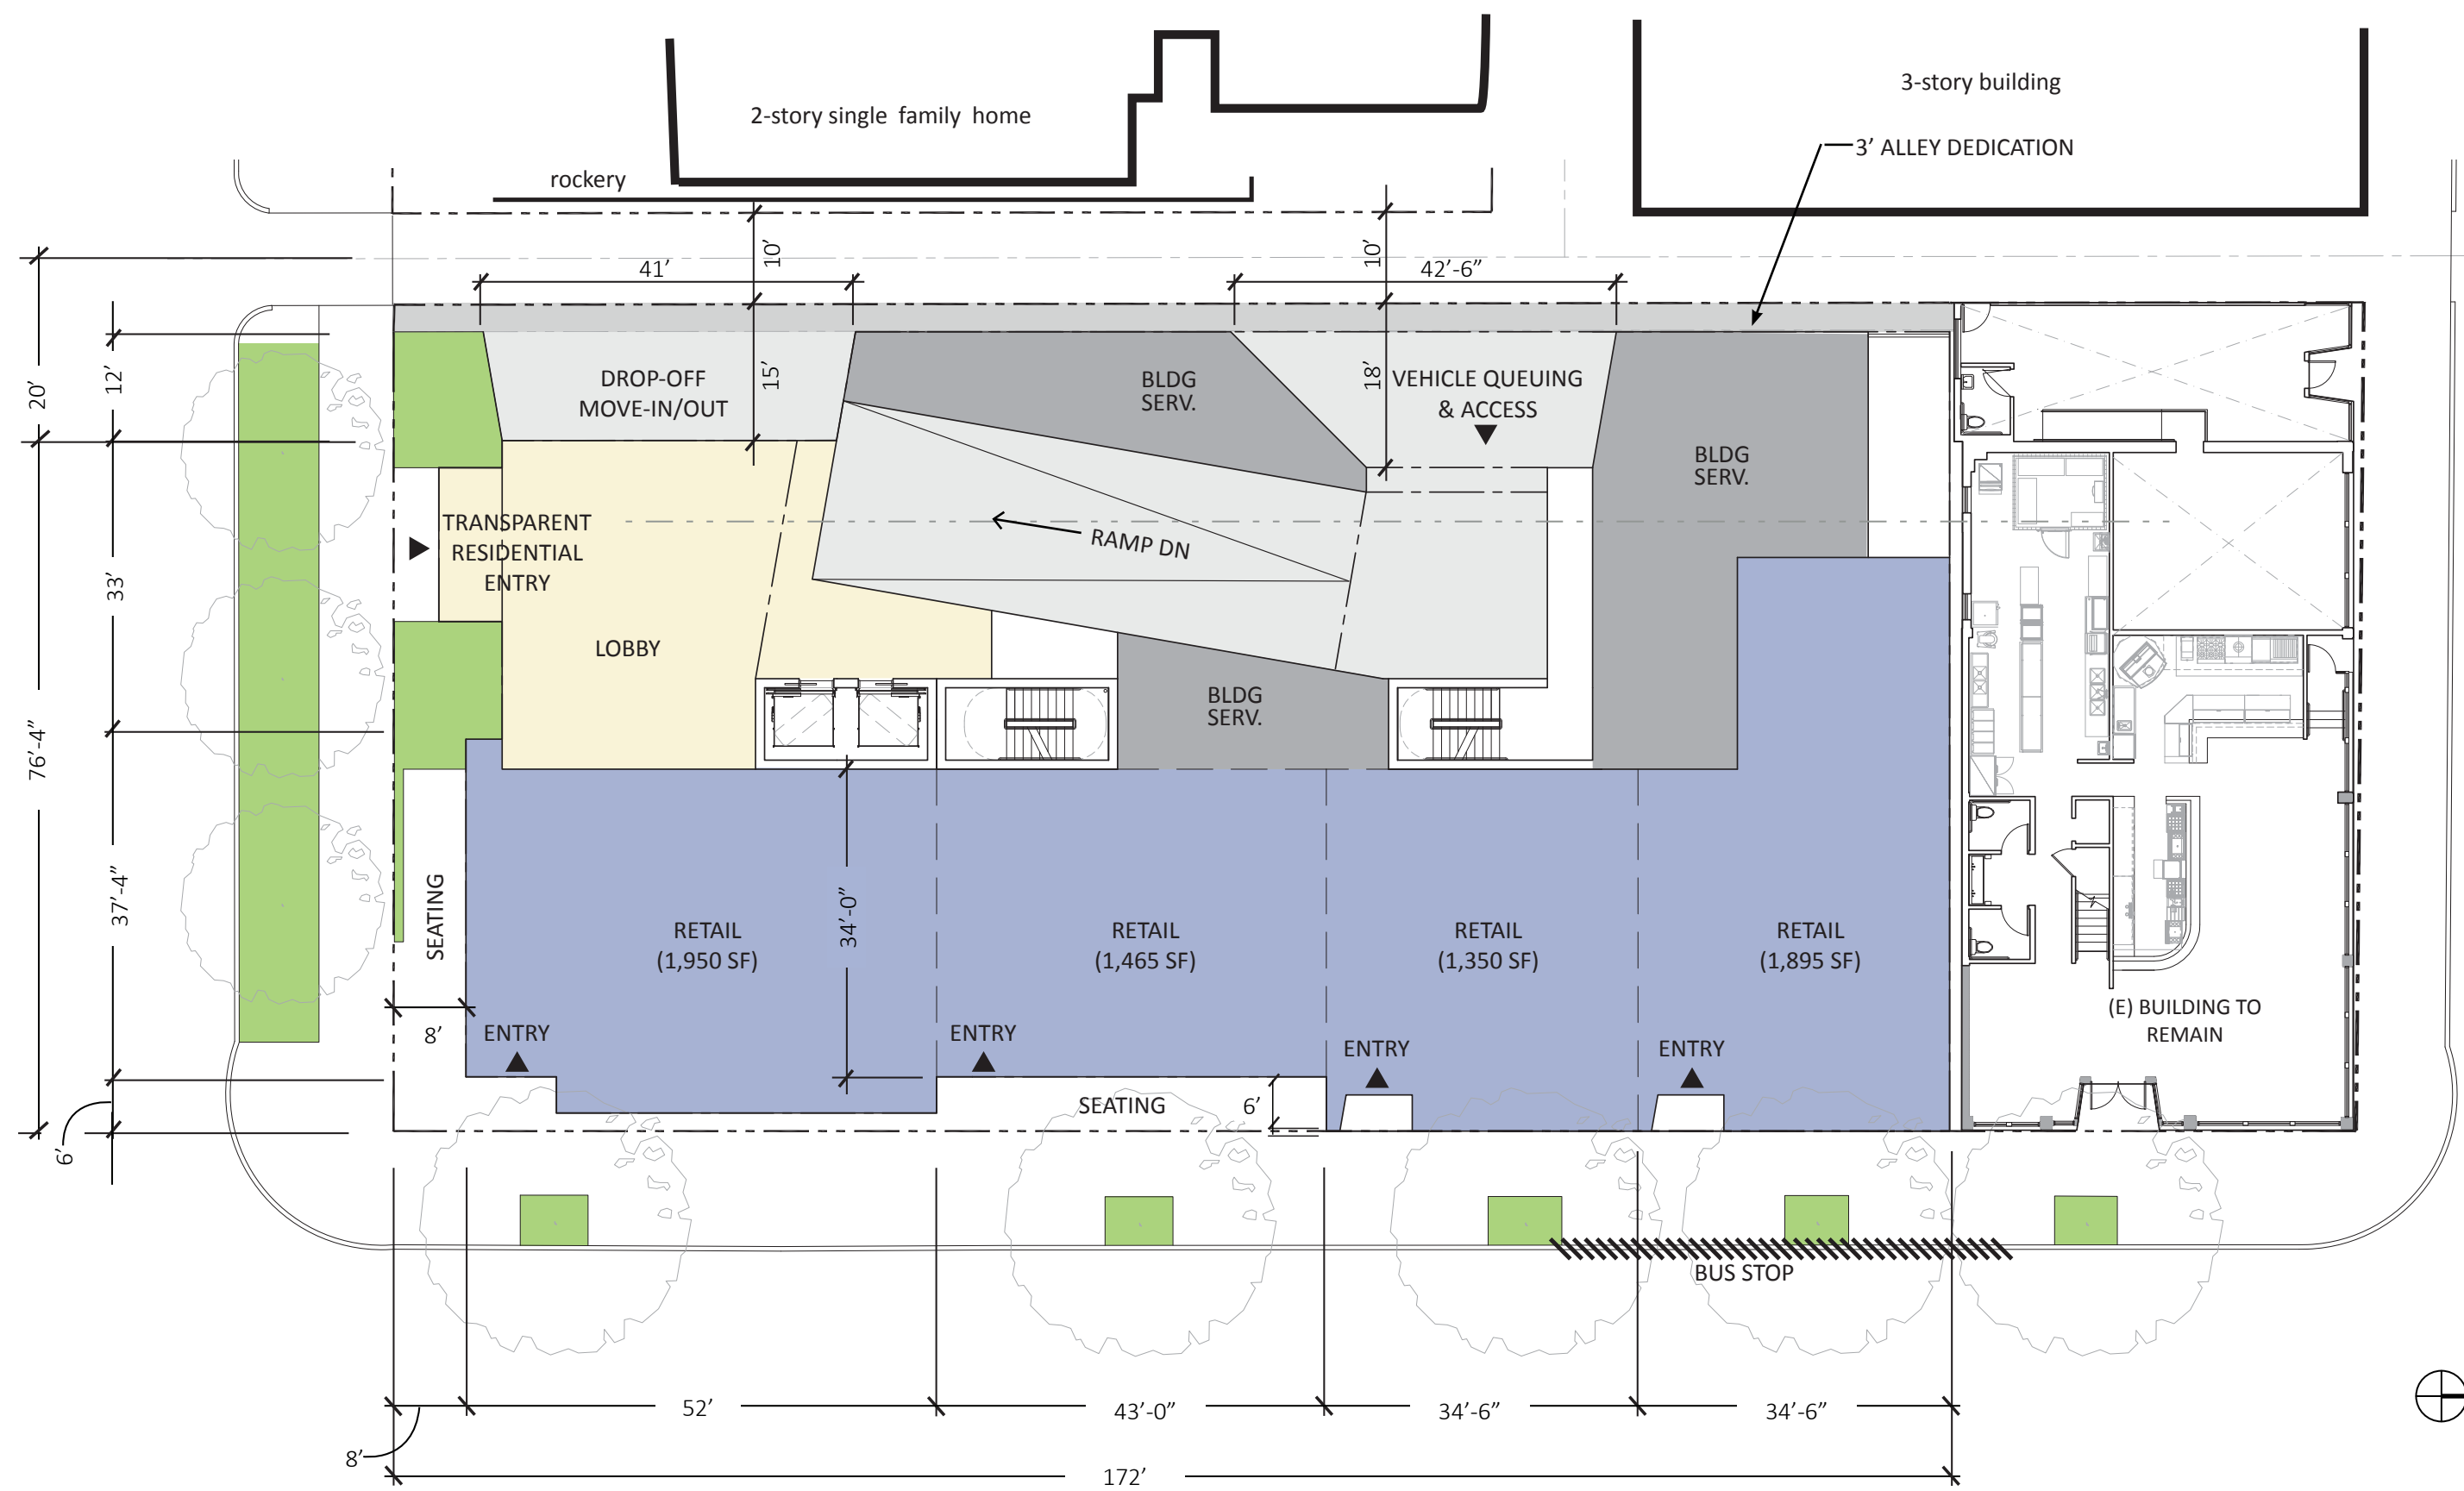 3-story building
2-story single family home
3’ ALLEY DEDICATION
rockery
10’
10’
41’
42’-6”
20’
12’
15’
18’
DROP-OFF
MOVE-IN/OUT
BLDG
SERV.
VEHICLE QUEUING
& ACCESS
BLDG
SERV.
TRANSPARENT
RESIDENTIAL
ENTRY
RAMP DN
33’
LOBBY
BLDG
SERV.
76’-4”
37’-4”
SEATING
34’-0”
RETAIL
(1,950 SF)
RETAIL
(1,465 SF)
RETAIL
(1,350 SF)
RETAIL
(1,895 SF)
(E) BUILDING TO
REMAIN
8’
ENTRY
ENTRY
ENTRY
ENTRY
SEATING
6’
6’
BUS STOP
52’
43’-0”
34’-6”
34’-6”
8’
172’